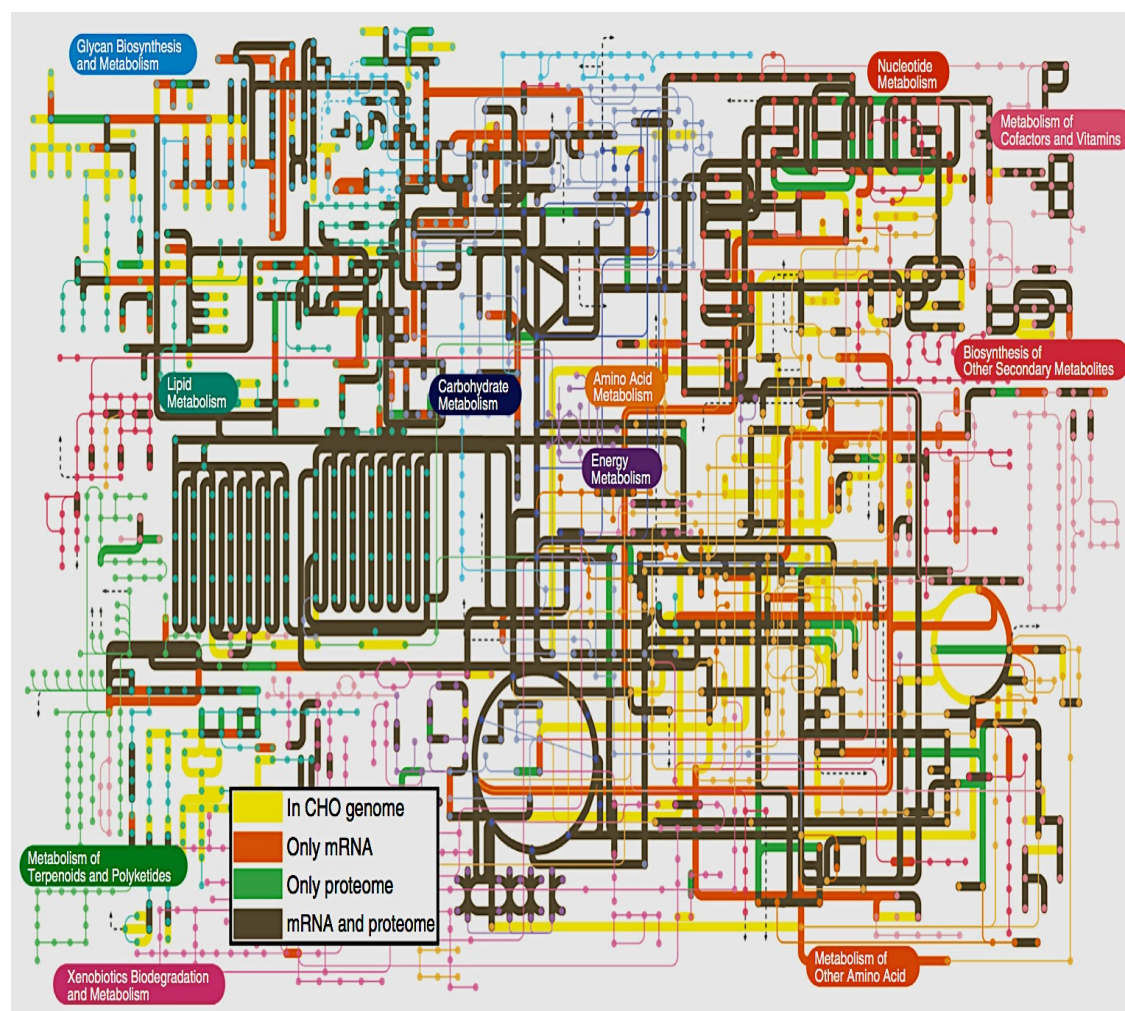 Glycan Biosynthesis
and Metabolism
Nucleotide
Metabolism
Metabolism of
Cofactors and Vitamins
Biosynthesis of
Other Secondary Metabolites
Lipid
Metabolism
Carbohydrate
Metabolism
Amino Acid
Metabolism
Energy
Metabolism
In CHO genome
Only mRNA
Only proteome
mRNA and proteome
Metabolism of
Terpenoids and Polyketides
Metabolism of
Other Amino Acid
Xenobiotics Biodegradation
and Metabolism